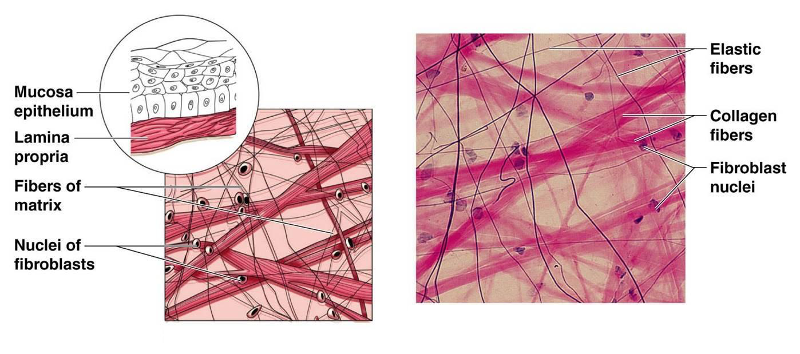 Mucosa
epithelium
Lamina
propria
Fibers of
matrix
Nuclei of
fibroblasts
Elastic
fibers
Collagen
fibers
Fibroblast
nuclei